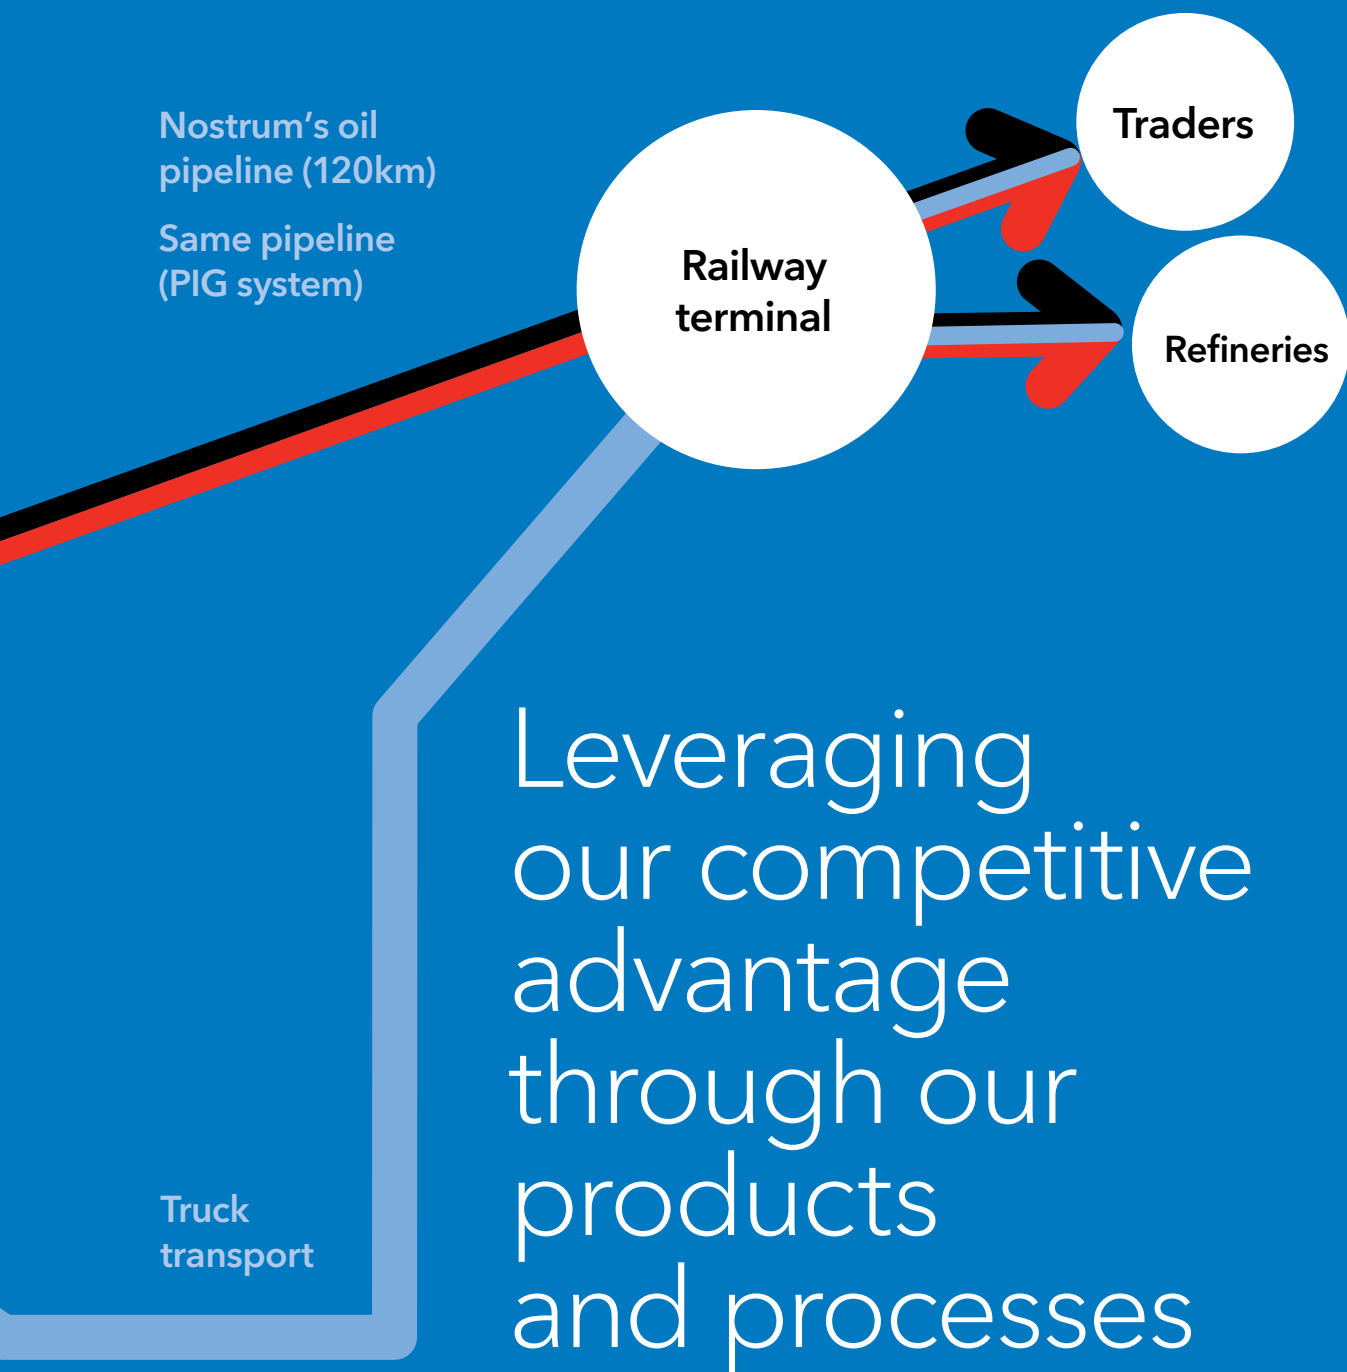 Nostrum's oil
pipeline (120km)
Same pipeline
(PIG system)
Railway
terminal
Traders
Refineries
Truck
transport
Leveraging
our competitive
advantage
through our
products
and processes